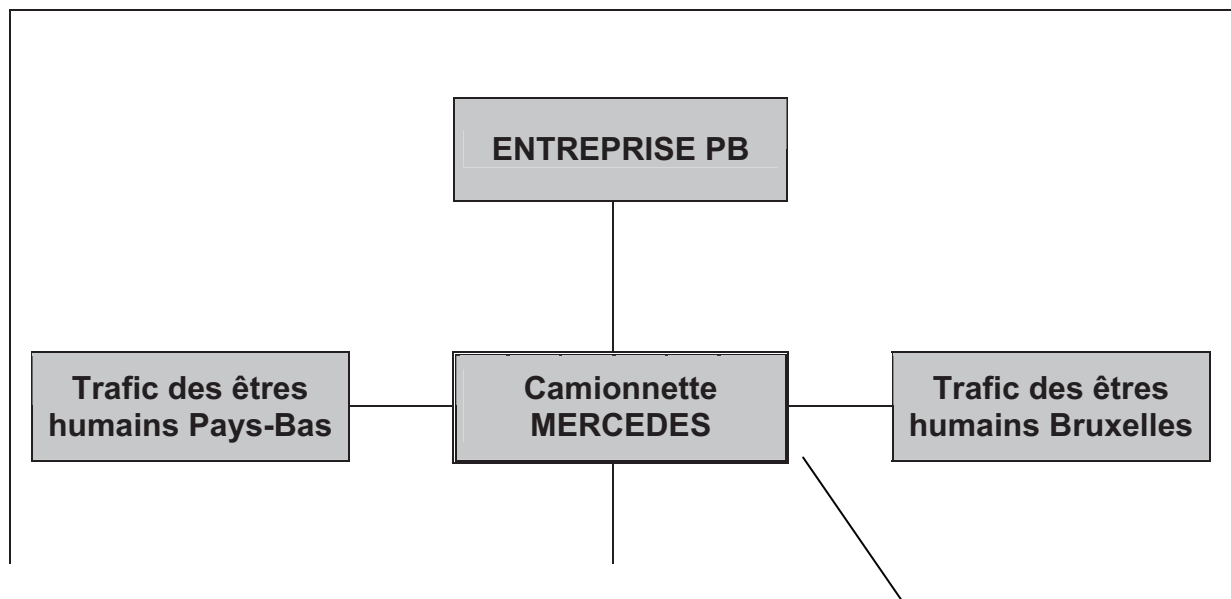 ENTREPRISE PB
Trafic des êtres
humains Pays-Bas
Camionnette
MERCEDES
Trafic des êtres
humains Bruxelles